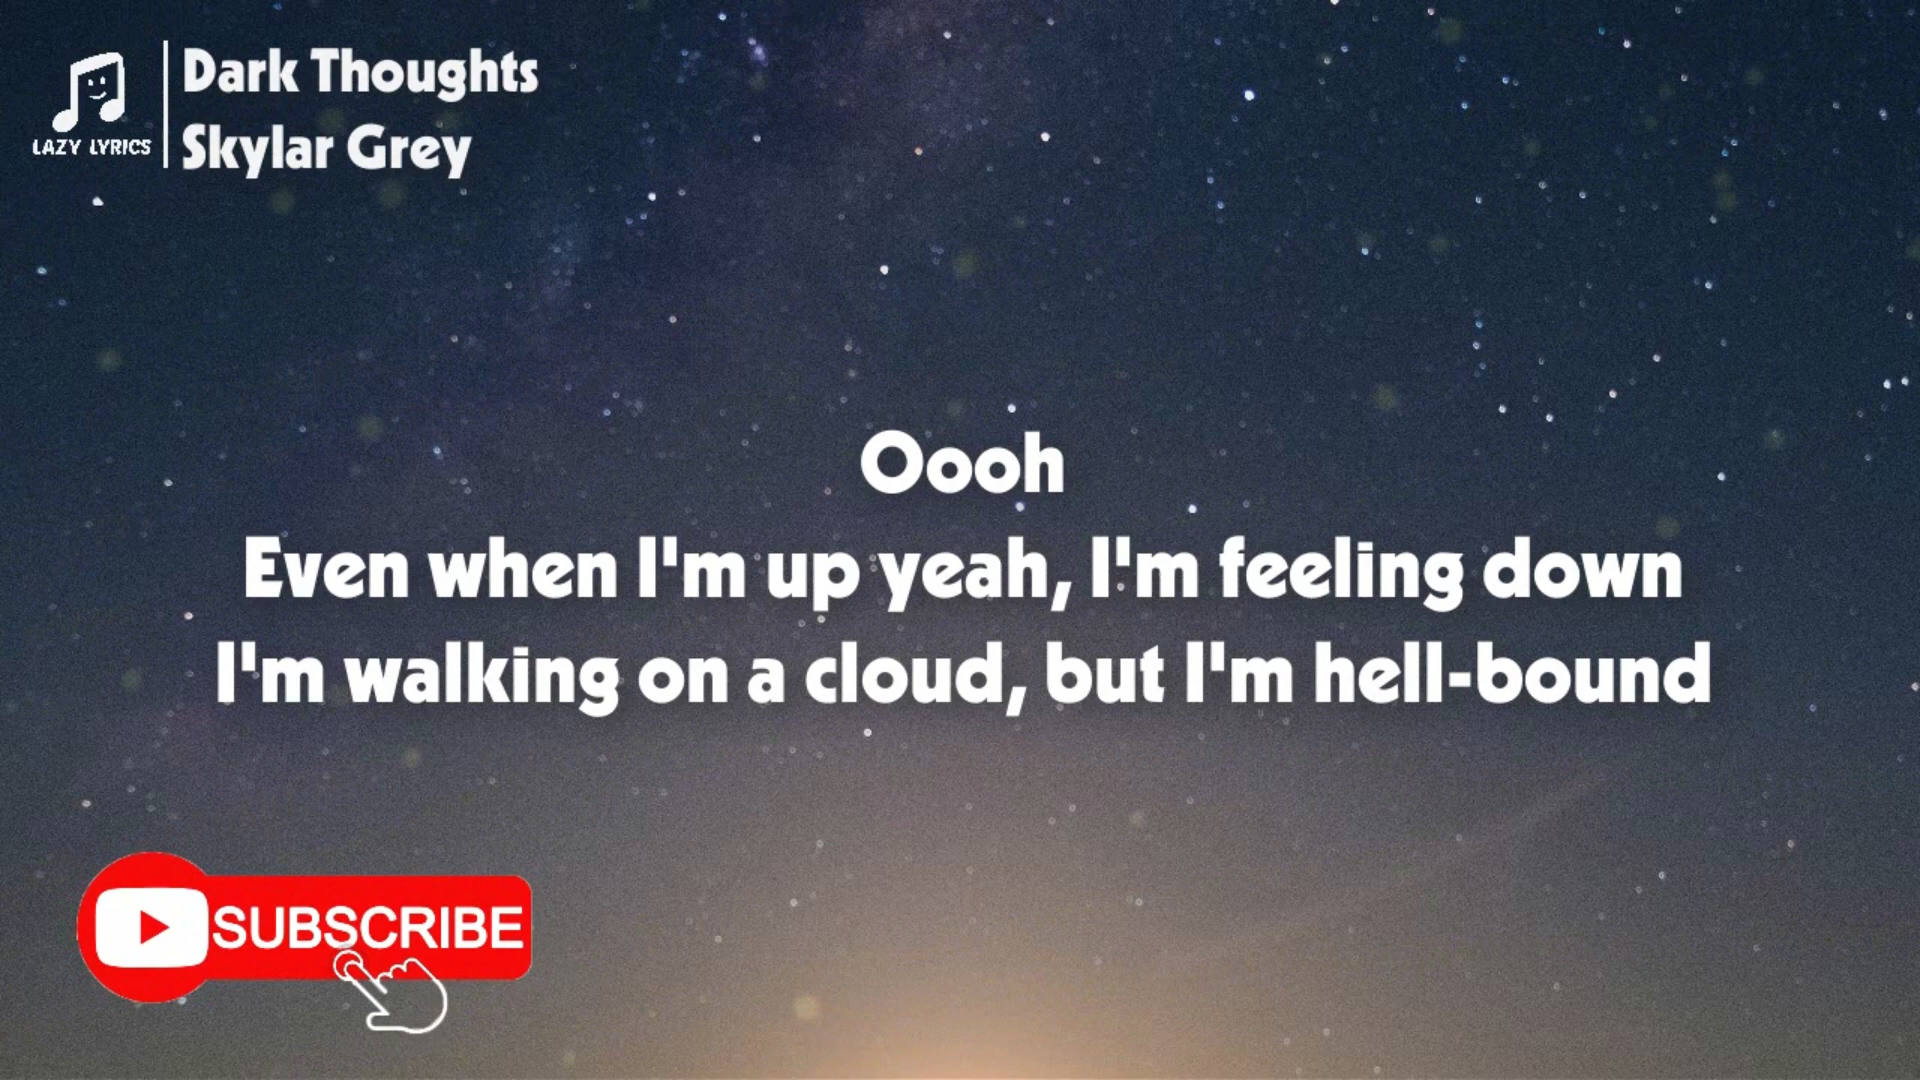 Dark Thoughts
Skylar Grey
LAZY LYRICS
Oooh
Even when I'm up yeah, I'm feeling down
I'm walking on a cloud, but I'm hell-bound
SUBSCRIBE